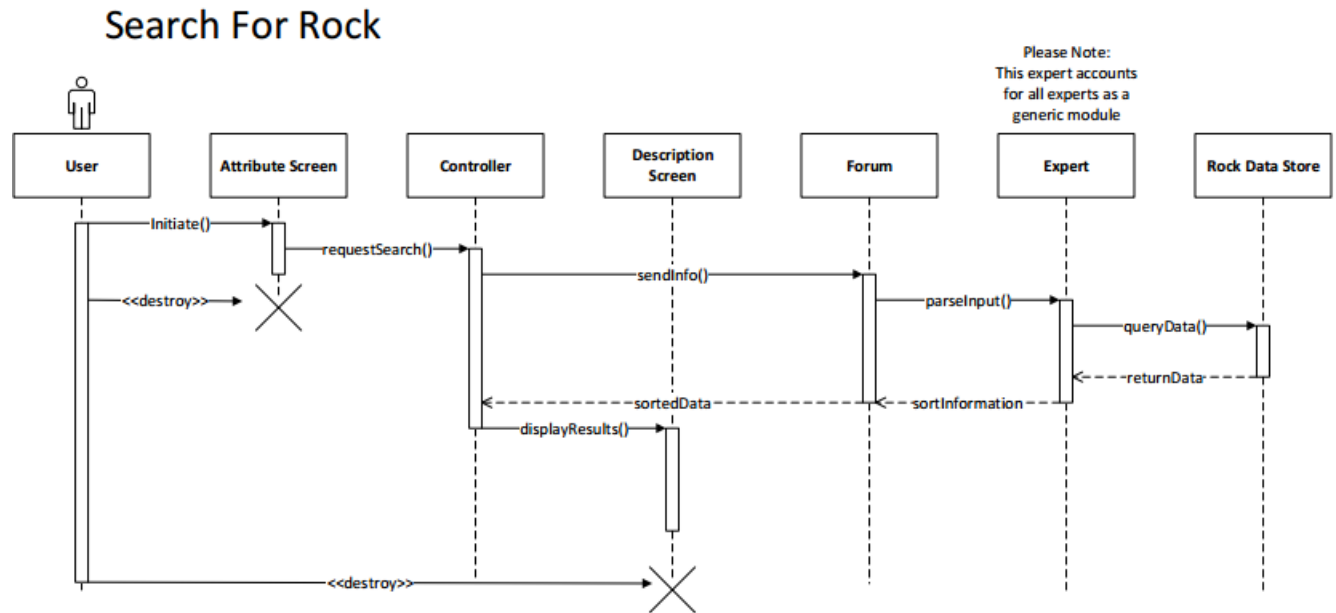 Search For Rock
Please Note:
This expert accounts
for all experts as a
generic module
User
Attribute Screen
Controller
Description
Screen
Forum
Expert
Rock Data Store
Initiate()
requestSearch()
sendInfo()
<<destroy>>
parseInput()
queryData()
returnData
sortedData
sortInformation
displayResults()
<<destroy>>